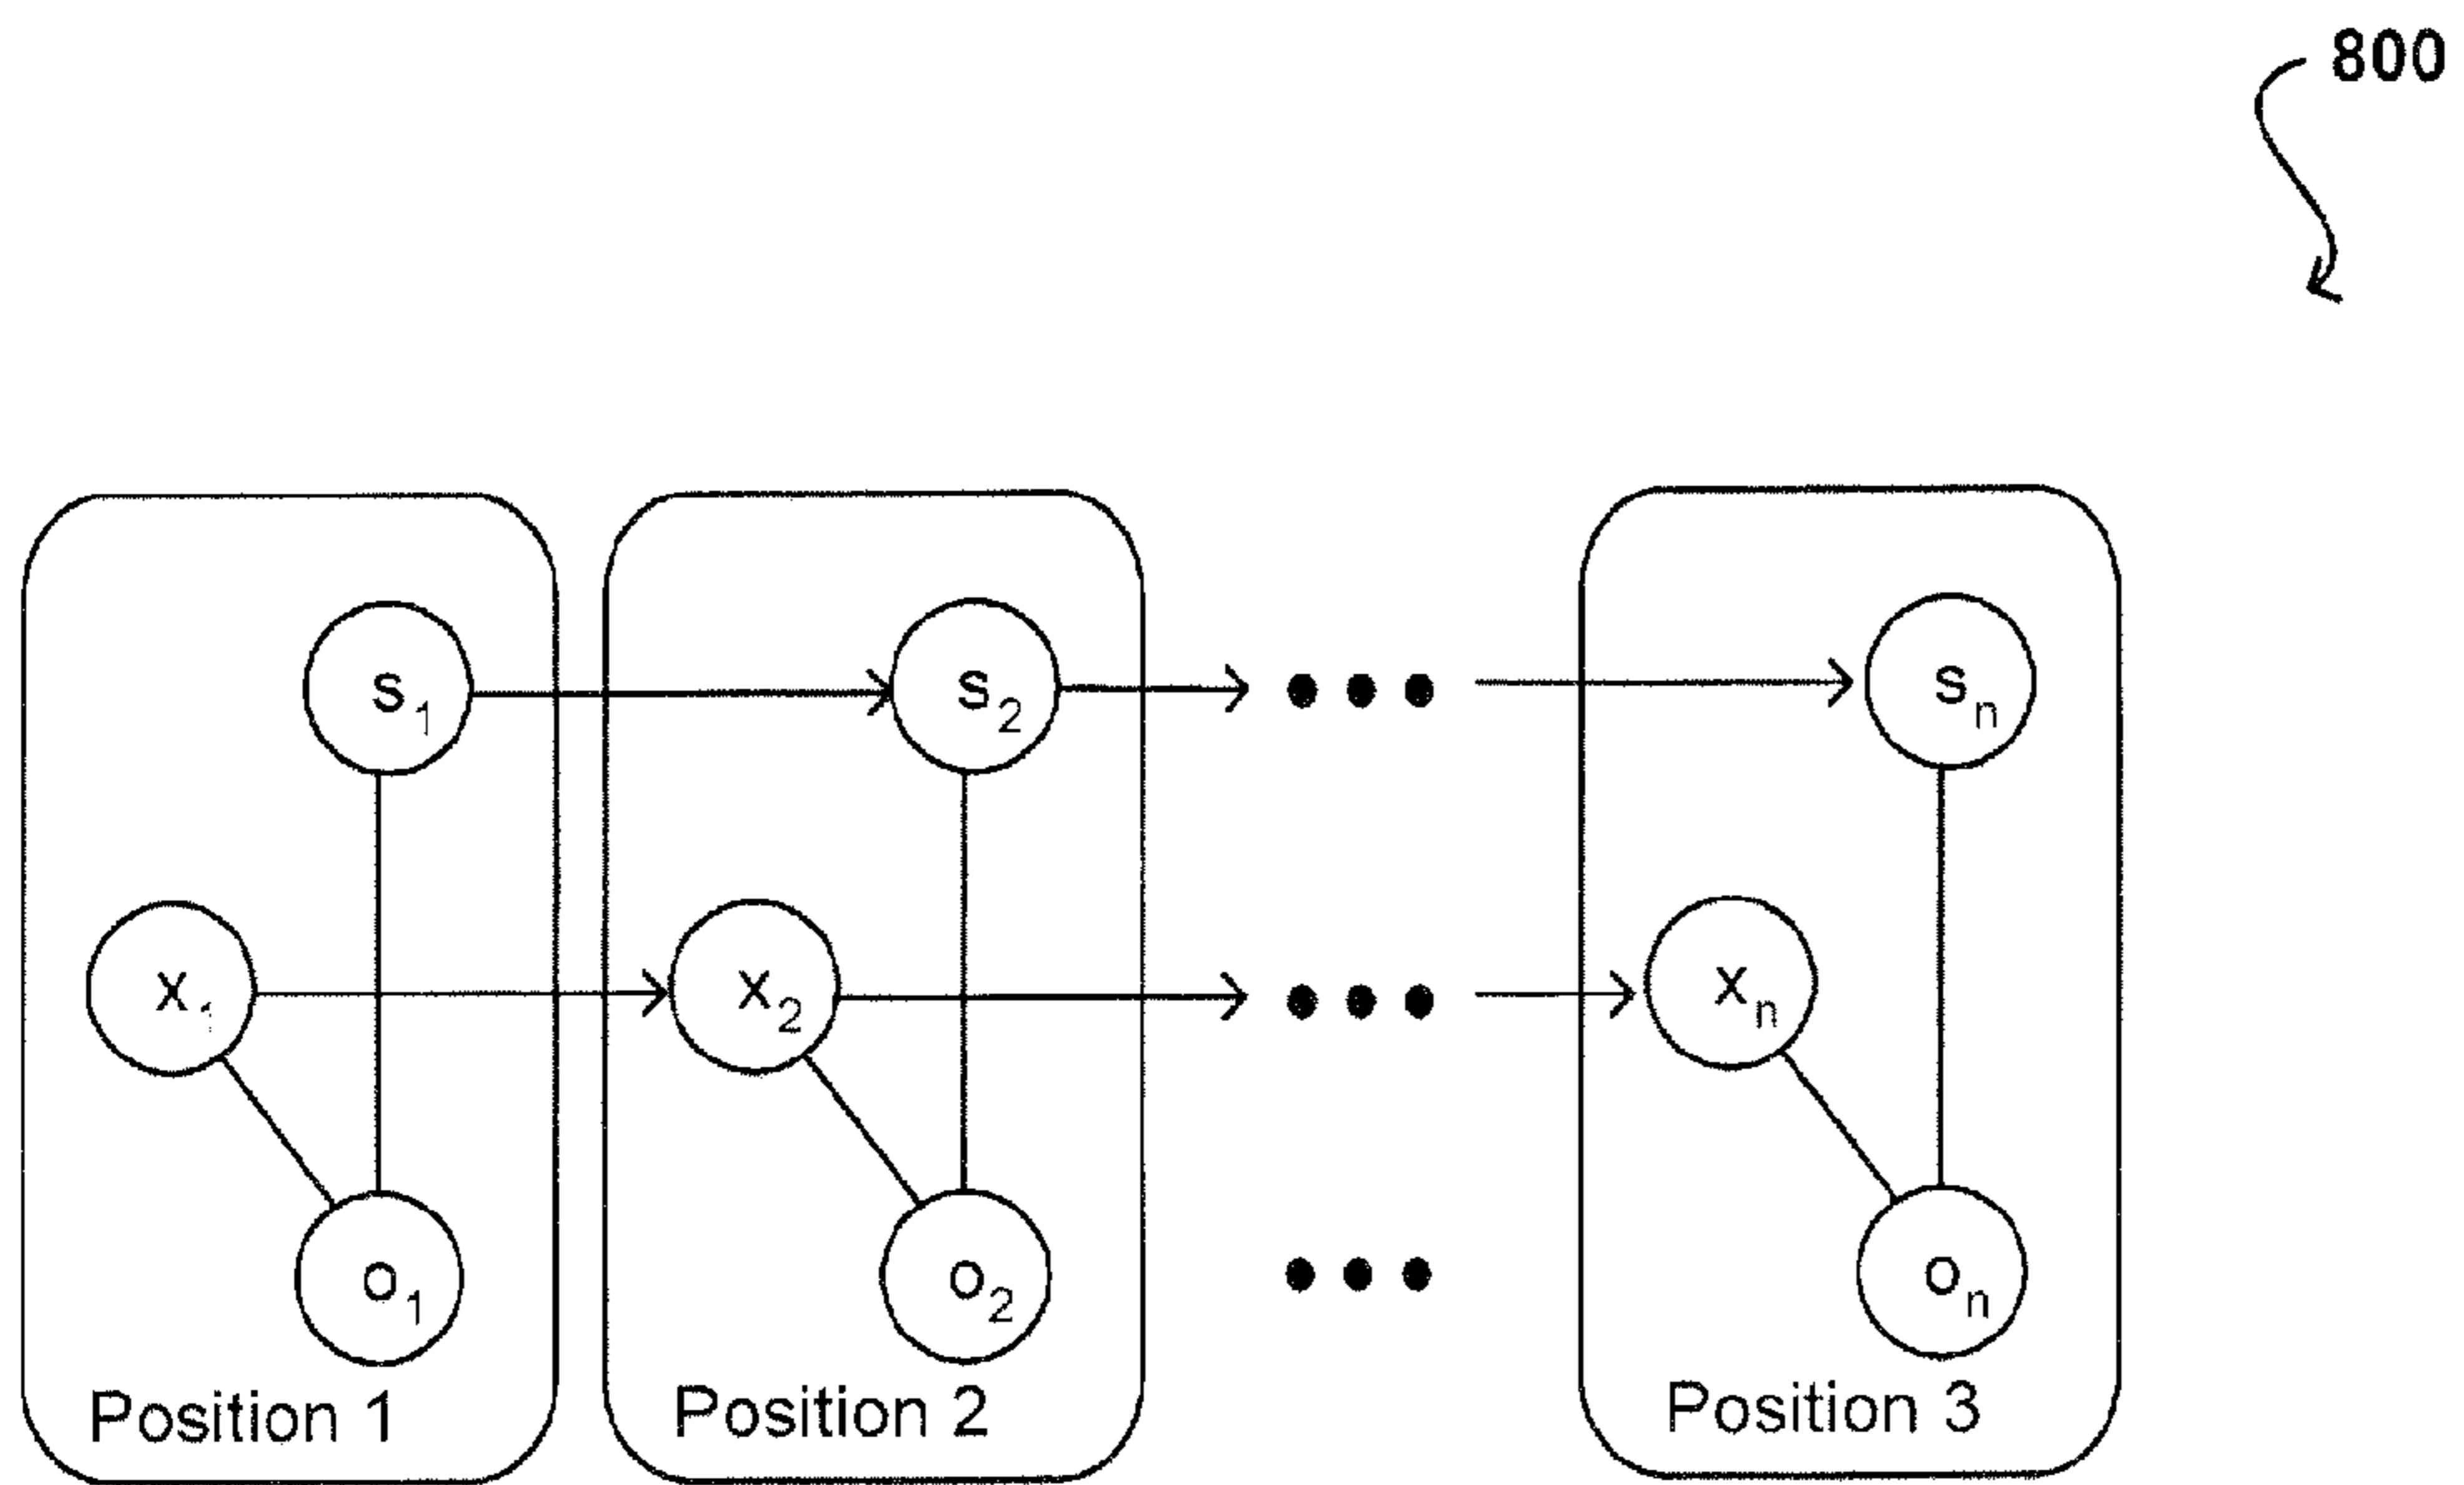 800
s1 s2 sn
x1 x2 xn
o1 o2 on
Position 1 Position 2 Position 3